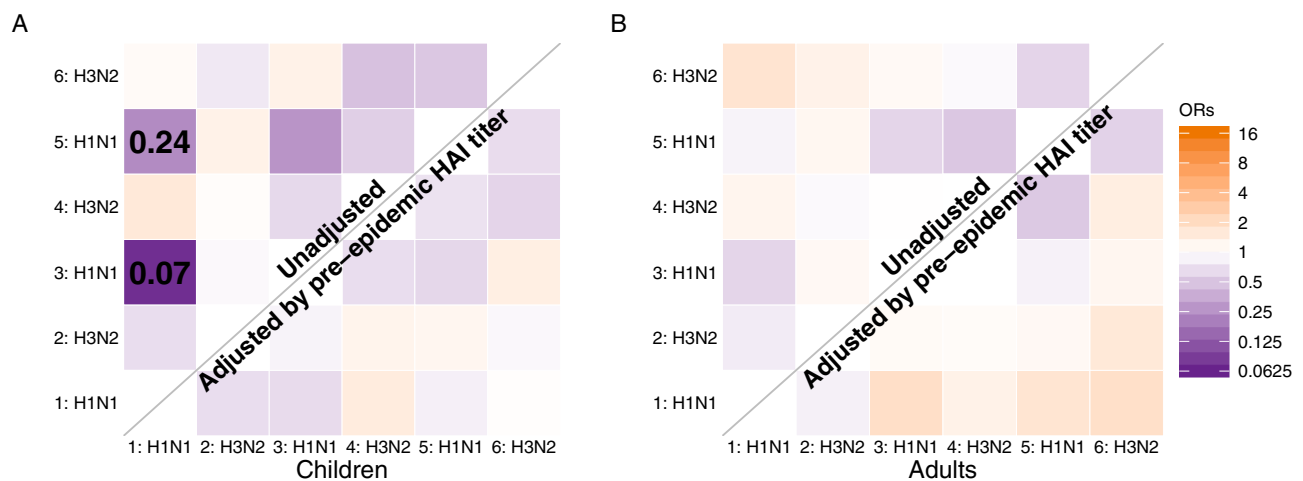 A
6: H3N2
5: H1N1
4: H3N2
3: H1N1
2: H3N2
1: H1N1
0.24
0.07
Unadjusted
Adjusted by pre−epidemic HAI titer
1: H1N1 2: H3N2 3: H1N1 4: H3N2 5: H1N1 6: H3N2
Children
B
6: H3N2
5: H1N1
4: H3N2
3: H1N1
2: H3N2
1: H1N1
Unadjusted
Adjusted by pre−epidemic HAI titer
1: H1N1 2: H3N2 3: H1N1 4: H3N2 5: H1N1 6: H3N2
Adults
ORs
16
8
4
2
1
0.5
0.25
0.125
0.0625